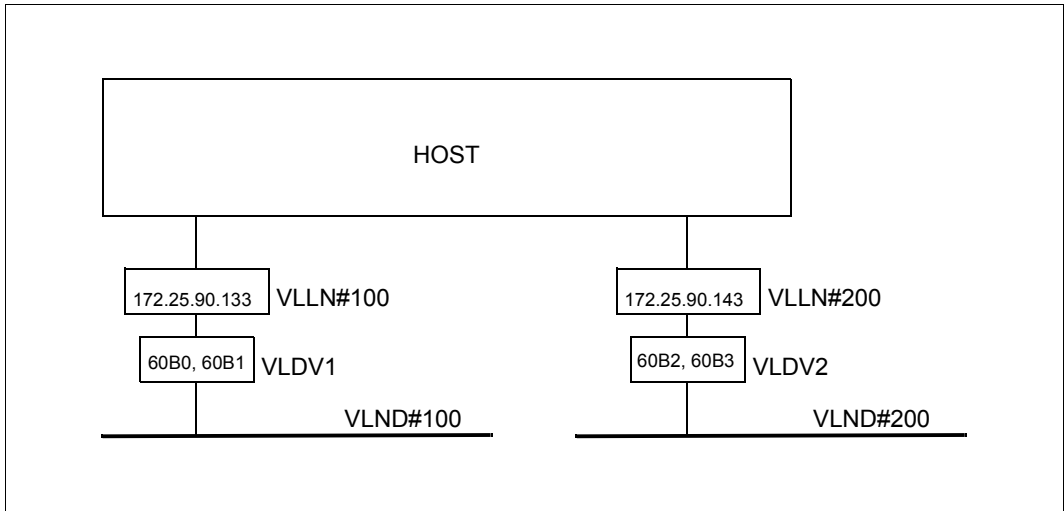 HOST
172.25.90.133 VLLN#100
172.25.90.143 VLLN#200
60B0, 60B1 VLDV1
60B2, 60B3 VLDV2
VLND#100
VLND#200